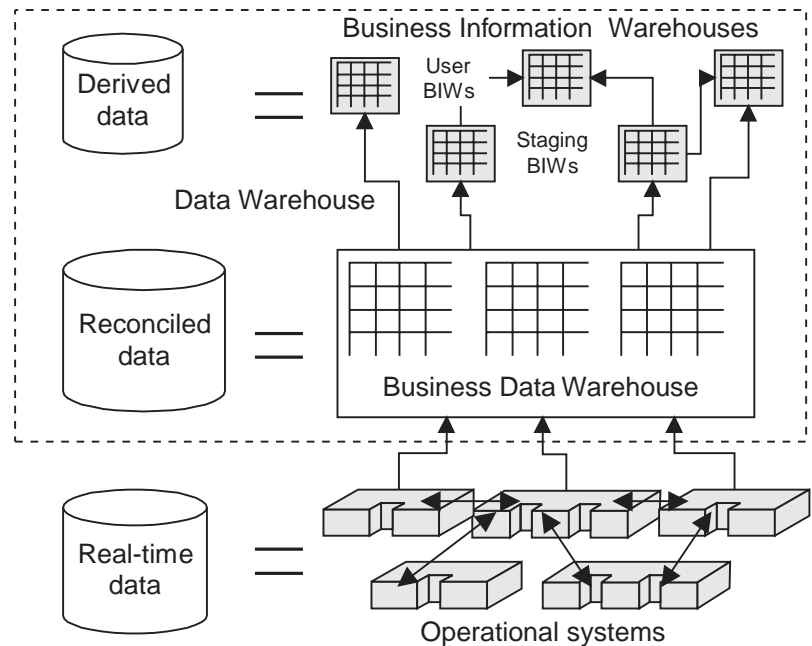 Business Information Warehouses
Derived
data
User
BIWs
Staging
BIWs
Data Warehouse
Reconciled
data
Business Data Warehouse
Real-time
data
Operational systems